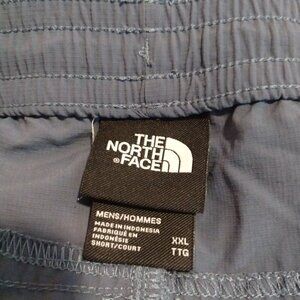 THE
NORTH
FACE
MENS/HOMMES
MADE IN INDONESIA
FABRIQUÉ EN
INDONÉSIE
SHORT/COURT
XXL
TTG